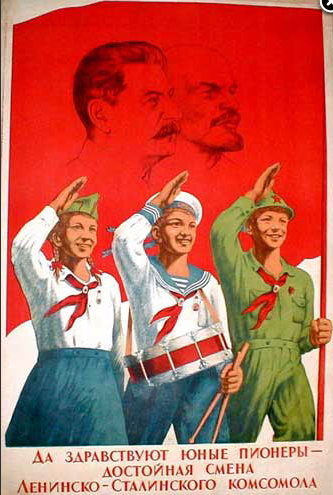 Да здравствуют юные пионеры—
достойная смена
Ленинско-Сталинского комсомола